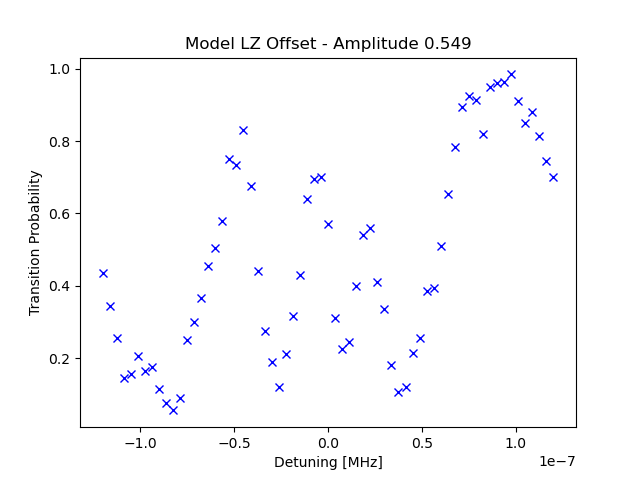 Model LZ Offset - Amplitude 0.549
Transition Probability
1.0
0.8
0.6
0.4
0.2
−1.0 −0.5 0.0 0.5 1.0
1e−7
Detuning [MHz]